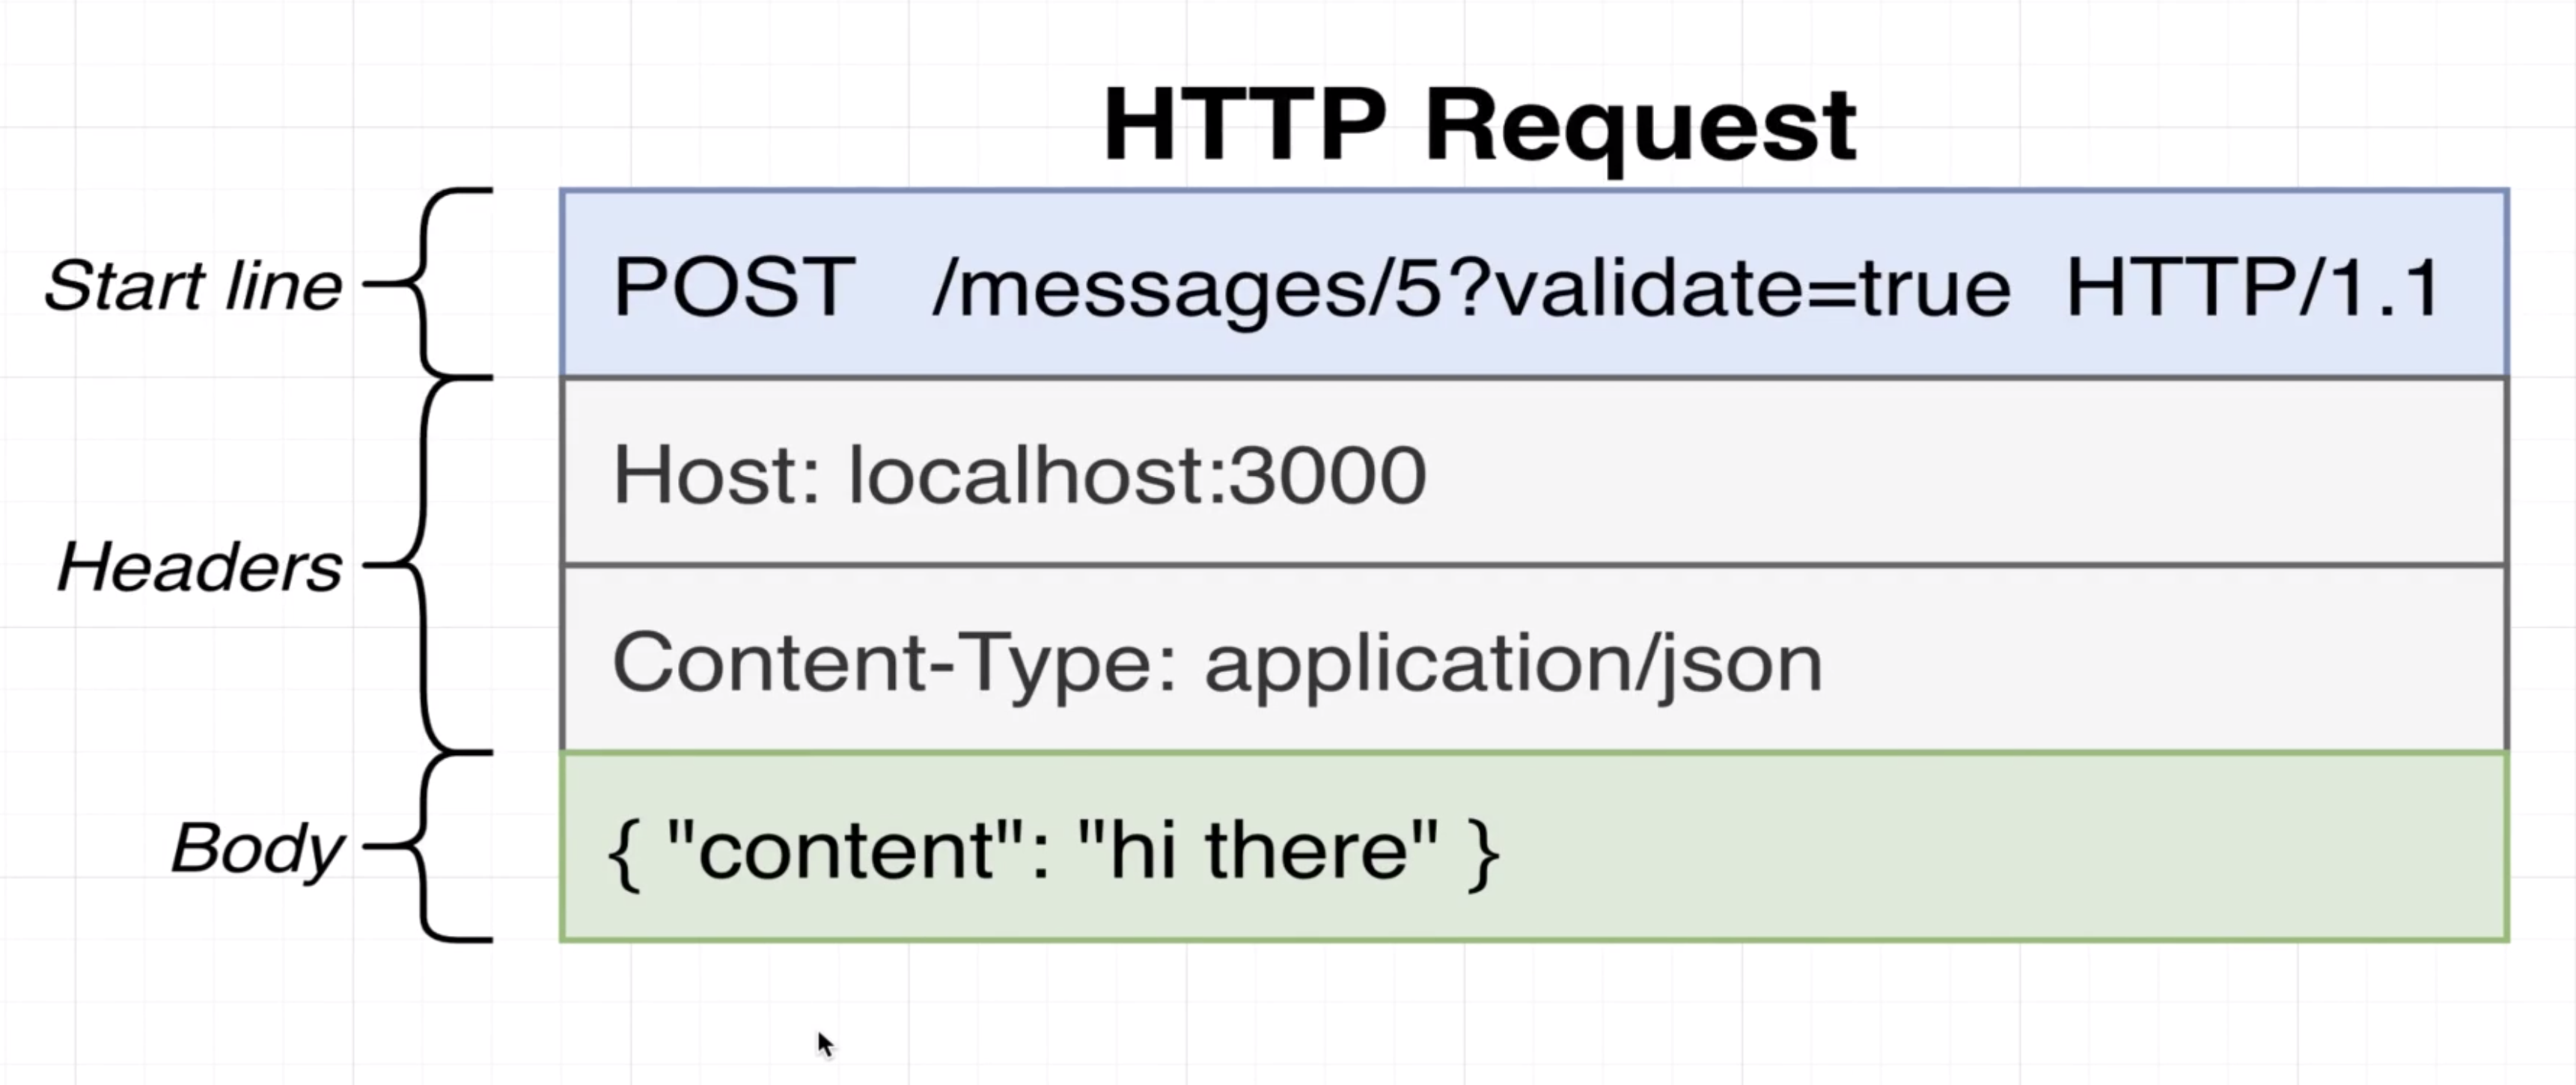 HTTP Request
Start line
POST /messages/5?validate=true HTTP/1.1
Headers
Host: localhost:3000
Content-Type: application/json
Body
{ "content": "hi there" }